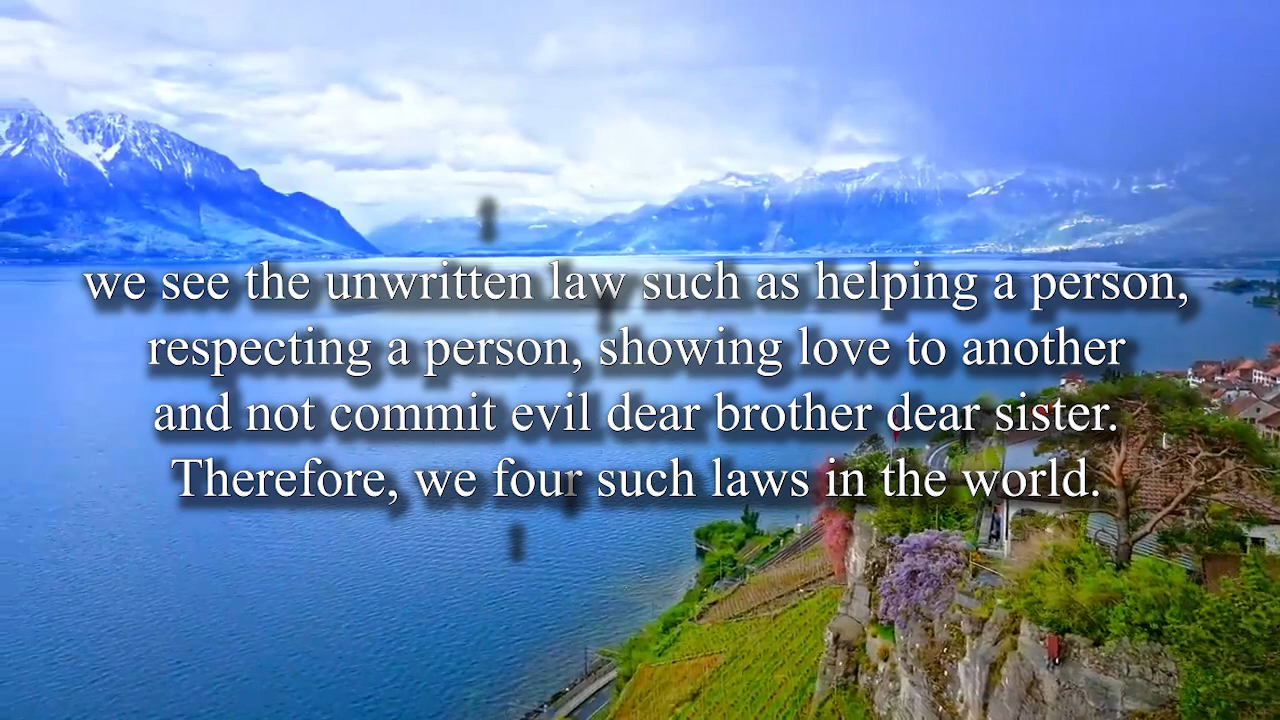 we see the unwritten law such as helping a person,
respecting a person, showing love to another
and not commit evil dear brother dear sister.
Therefore, we four such laws in the world.